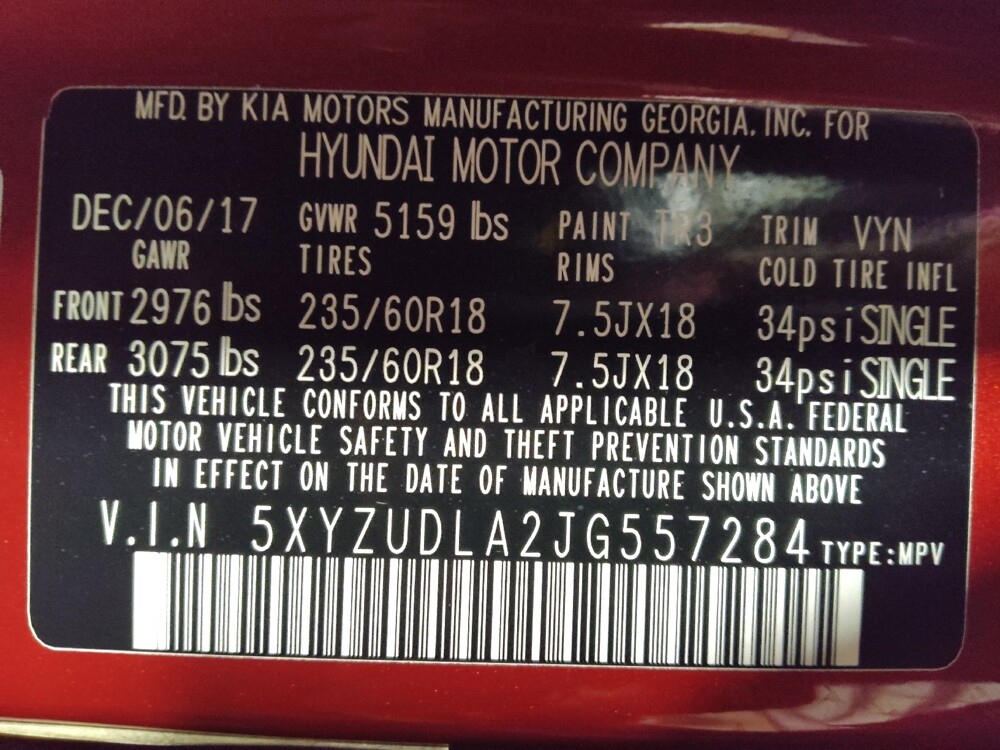 MFD. BY KIA MOTORS MANUFACTURING GEORGIA, INC. FOR
HYUNDAI MOTOR COMPANY
DEC/06/17 GVWR 5159 lbs PAINT TR3 TRIM VYN
GAWR TIRES RIMS COLD TIRE INFL
FRONT 2976 lbs 235/60R18 7.5JX18 34psi SINGLE
REAR 3075 lbs 235/60R18 7.5JX18 34psi SINGLE
THIS VEHICLE CONFORMS TO ALL APPLICABLE U.S.A. FEDERAL
MOTOR VEHICLE SAFETY AND THEFT PREVENTION STANDARDS
IN EFFECT ON THE DATE OF MANUFACTURE SHOWN ABOVE
V.I.N 5XYZUDLA2JG557284 TYPE:MPV